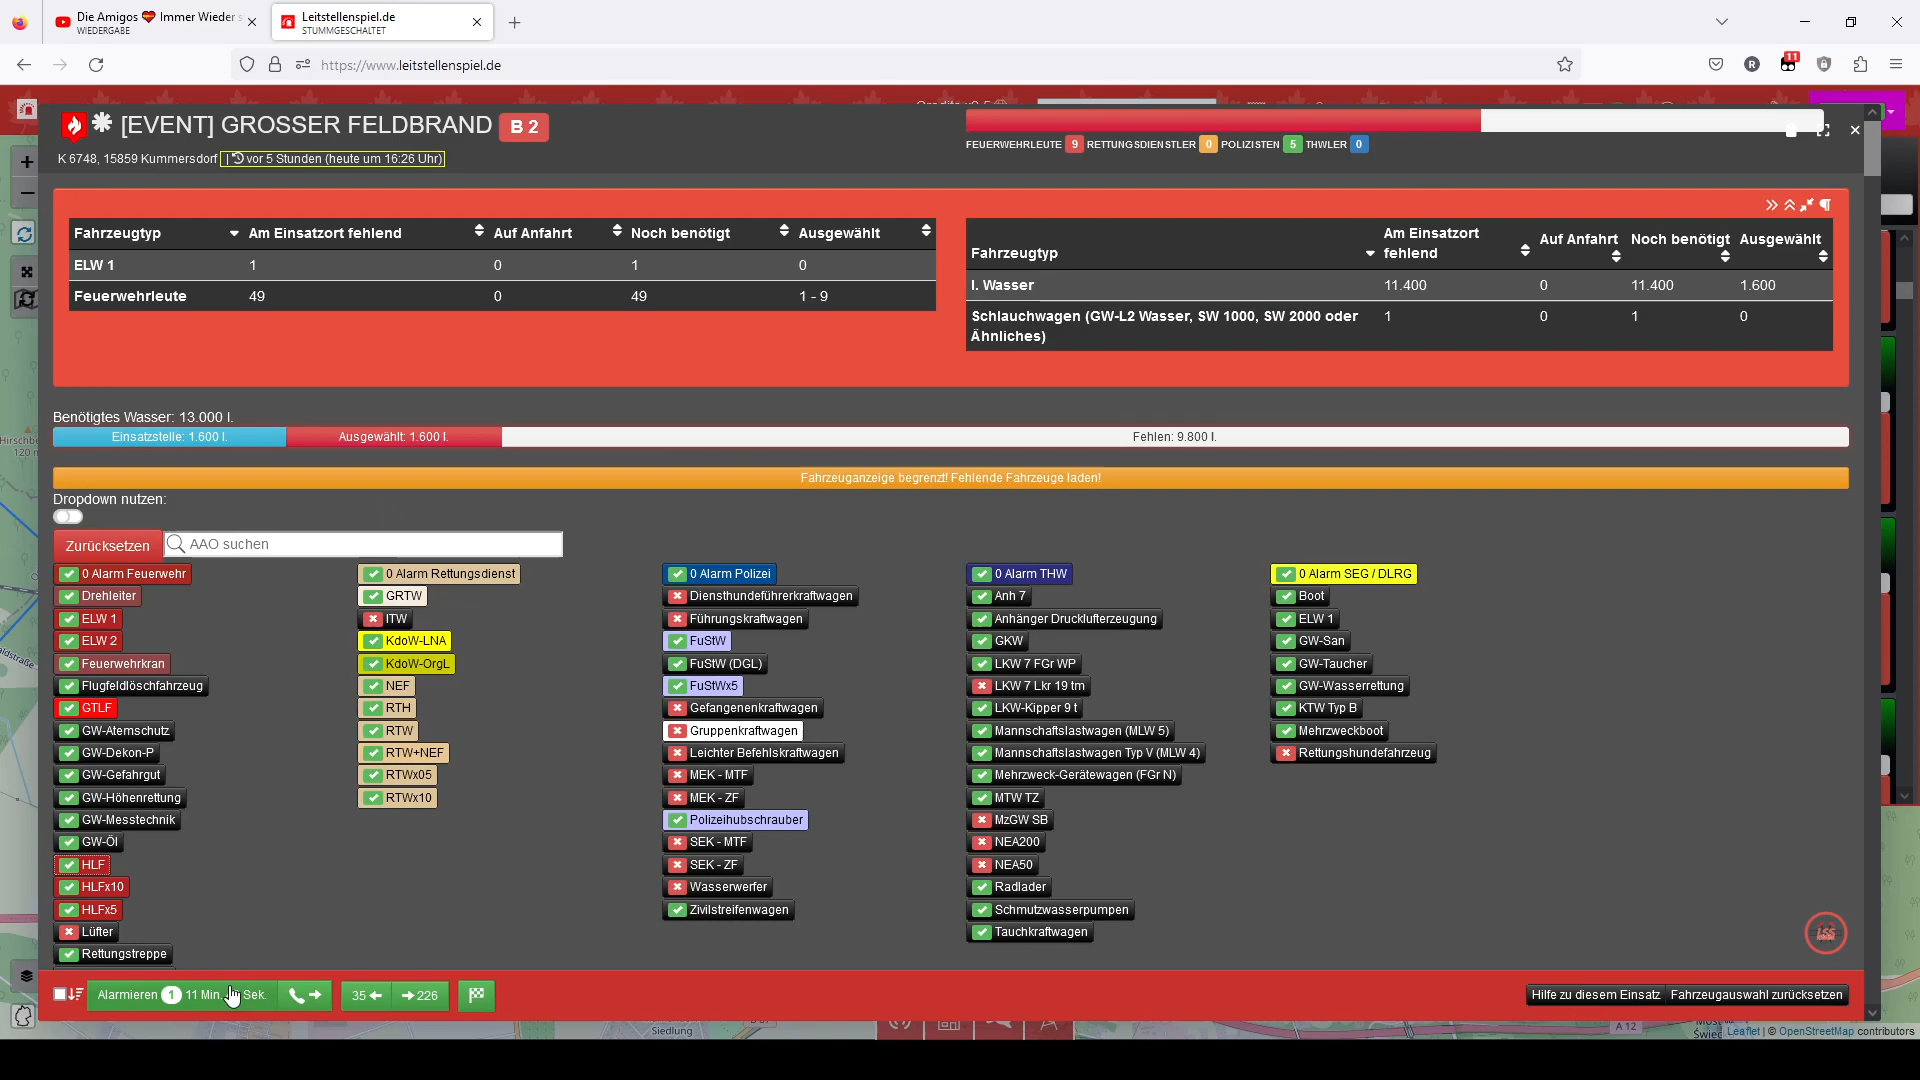 Die Amigos ❤ Immer Wieder s
WIEDERGABE
Leitstellenspiel.de
STUMMGESCHALTET
https://www.leitstellenspiel.de
R
11
[EVENT] GROSSER FELDBRAND B 2
K 6748, 15859 Kummersdorf | vor 5 Stunden (heute um 16:26 Uhr)
FEUERWEHRLEUTE 9 RETTUNGSDIENSTLER 0 POLIZISTEN 5 THWLER 0
Fahrzeugtyp Am Einsatzort fehlend Auf Anfahrt Noch benötigt Ausgewählt
ELW 1 1 0 1 0
Feuerwehrleute 49 0 49 1 - 9
Fahrzeugtyp Am Einsatzort fehlend Auf Anfahrt Noch benötigt Ausgewählt
l. Wasser 11.400 0 11.400 1.600
Schlauchwagen (GW-L2 Wasser, SW 1000, SW 2000 oder Ähnliches) 1 0 1 0
Benötigtes Wasser: 13.000 l.
Einsatzstelle: 1.600 l. Ausgewählt: 1.600 l. Fehlen: 9.800 l.
Fahrzeuganzeige begrenzt! Fehlende Fahrzeuge laden!
Dropdown nutzen:
Zurücksetzen AAO suchen
0 Alarm Feuerwehr
Drehleiter
ELW 1
ELW 2
Feuerwehrkran
Flugfeldlöschfahrzeug
GTLF
GW-Atemschutz
GW-Dekon-P
GW-Gefahrgut
GW-Höhenrettung
GW-Messtechnik
GW-Öl
HLF
HLFx10
HLFx5
Lüfter
Rettungstreppe
0 Alarm Rettungsdienst
GRTW
ITW
KdoW-LNA
KdoW-OrgL
NEF
RTH
RTW
RTW+NEF
RTWx05
RTWx10
0 Alarm Polizei
Diensthundeführerkraftwagen
Führungskraftwagen
FuStW
FuStW (DGL)
FuStWx5
Gefangenenkraftwagen
Gruppenkraftwagen
Leichter Befehlskraftwagen
MEK - MTF
MEK - ZF
Polizeihubschrauber
SEK - MTF
SEK - ZF
Wasserwerfer
Zivilstreifenwagen
0 Alarm THW
Anh 7
Anhänger Drucklufterzeugung
GKW
LKW 7 FGr WP
LKW 7 Lkr 19 tm
LKW-Kipper 9 t
Mannschaftslastwagen (MLW 5)
Mannschaftslastwagen Typ V (MLW 4)
Mehrzweck-Gerätewagen (FGr N)
MTW TZ
MzGW SB
NEA200
NEA50
Radlader
Schmutzwasserpumpen
Tauchkraftwagen
0 Alarm SEG / DLRG
Boot
ELW 1
GW-San
GW-Taucher
GW-Wasserrettung
KTW Typ B
Mehrzweckboot
Rettungshundefahrzeug
Alarmieren 1 11 Min. Sek. 35 226
Hilfe zu diesem Einsatz Fahrzeugauswahl zurücksetzen
Siedlung
A 12
Leaflet | © OpenStreetMap contributors